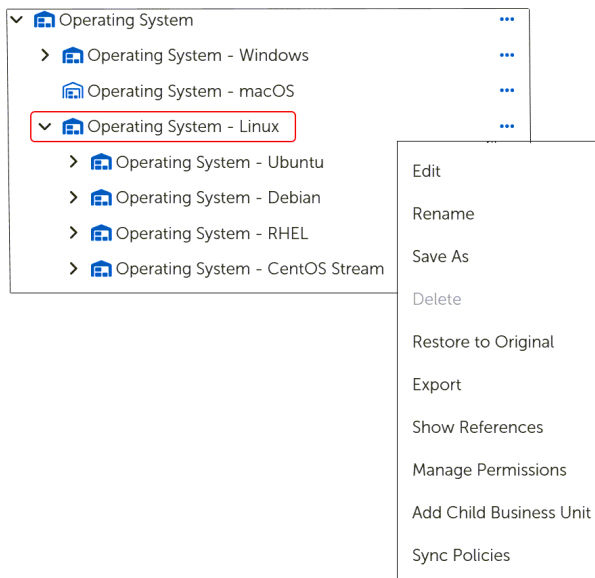 Operating System
Operating System - Windows
Operating System - macOS
Operating System - Linux
Operating System - Ubuntu
Operating System - Debian
Operating System - RHEL
Operating System - CentOS Stream
Edit
Rename
Save As
Delete
Restore to Original
Export
Show References
Manage Permissions
Add Child Business Unit
Sync Policies